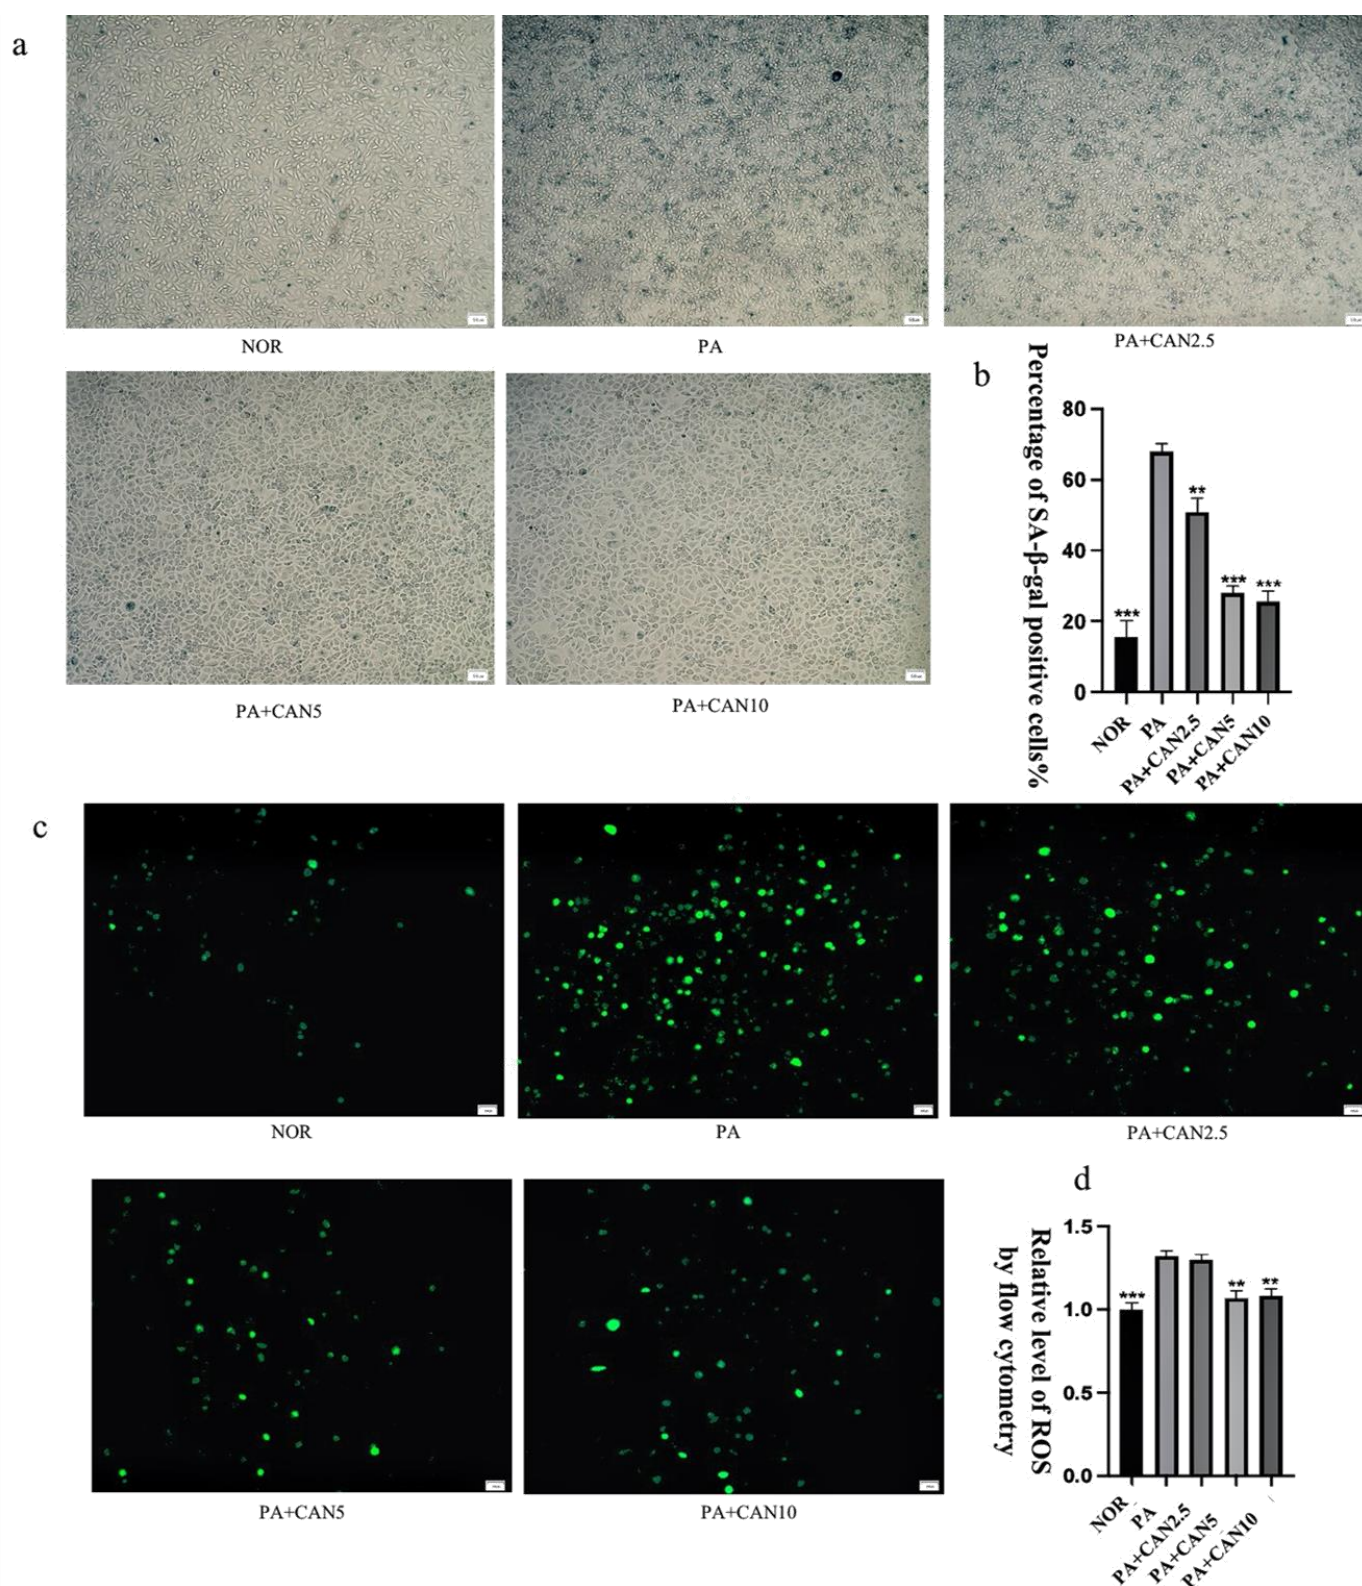 a
NOR
PA
PA+CAN2.5
PA+CAN5
PA+CAN10
b
Percentage of SA-β-gal positive cells%
80
60
40
20
0
***
**
***
***
NOR
PA
PA+CAN2.5
PA+CAN5
PA+CAN10
c
NOR
PA
PA+CAN2.5
PA+CAN5
PA+CAN10
d
Relative level of ROS
by flow cytometry
1.5
1.0
0.5
0.0
***
**
**
NOR
PA
PA+CAN2.5
PA+CAN5
PA+CAN10